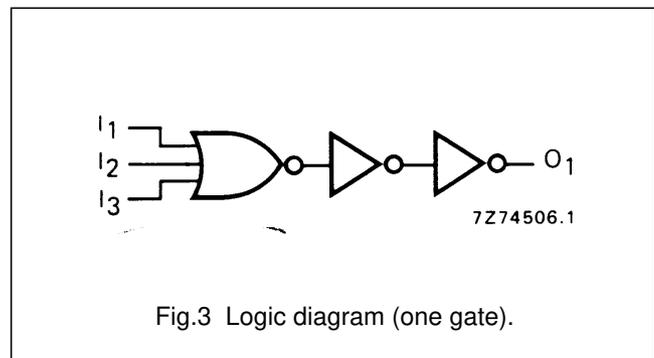 I1
I2
I3
O1
7Z74506.1
Fig.3 Logic diagram (one gate).